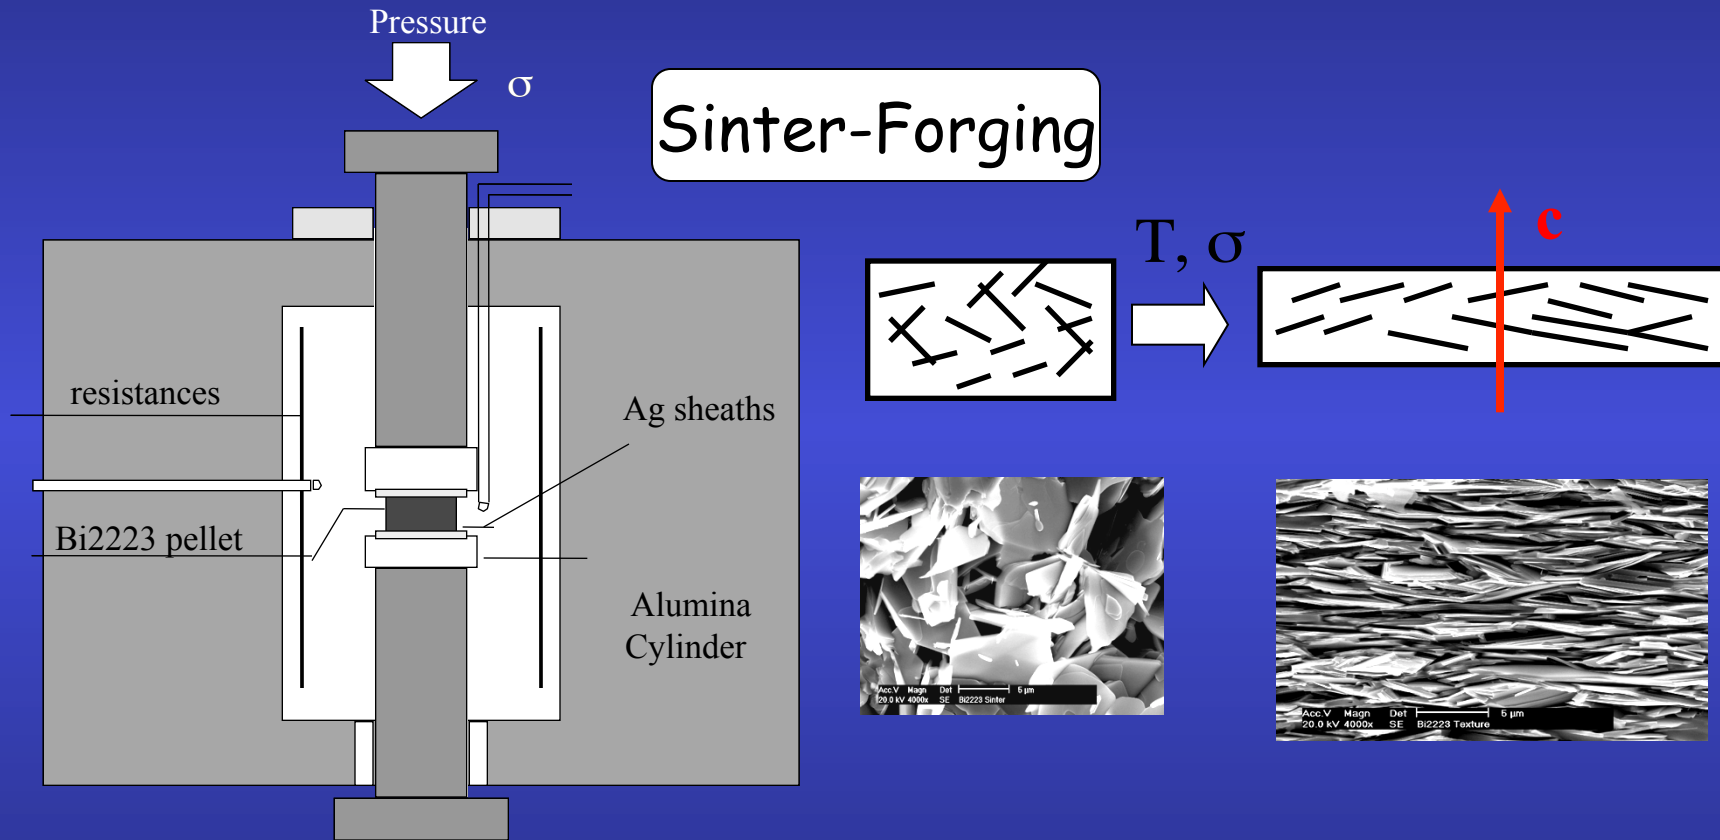 Pressure
σ
Sinter-Forging
T, σ
c
resistances
Ag sheaths
Bi2223 pellet
Alumina
Cylinder
Acc.V Magn Det 5 µm
20.0 kV 4000x SE Bi2223 Sinter
Acc.V Magn Det 5 µm
20.0 kV 4000x SE Bi2223 Texture